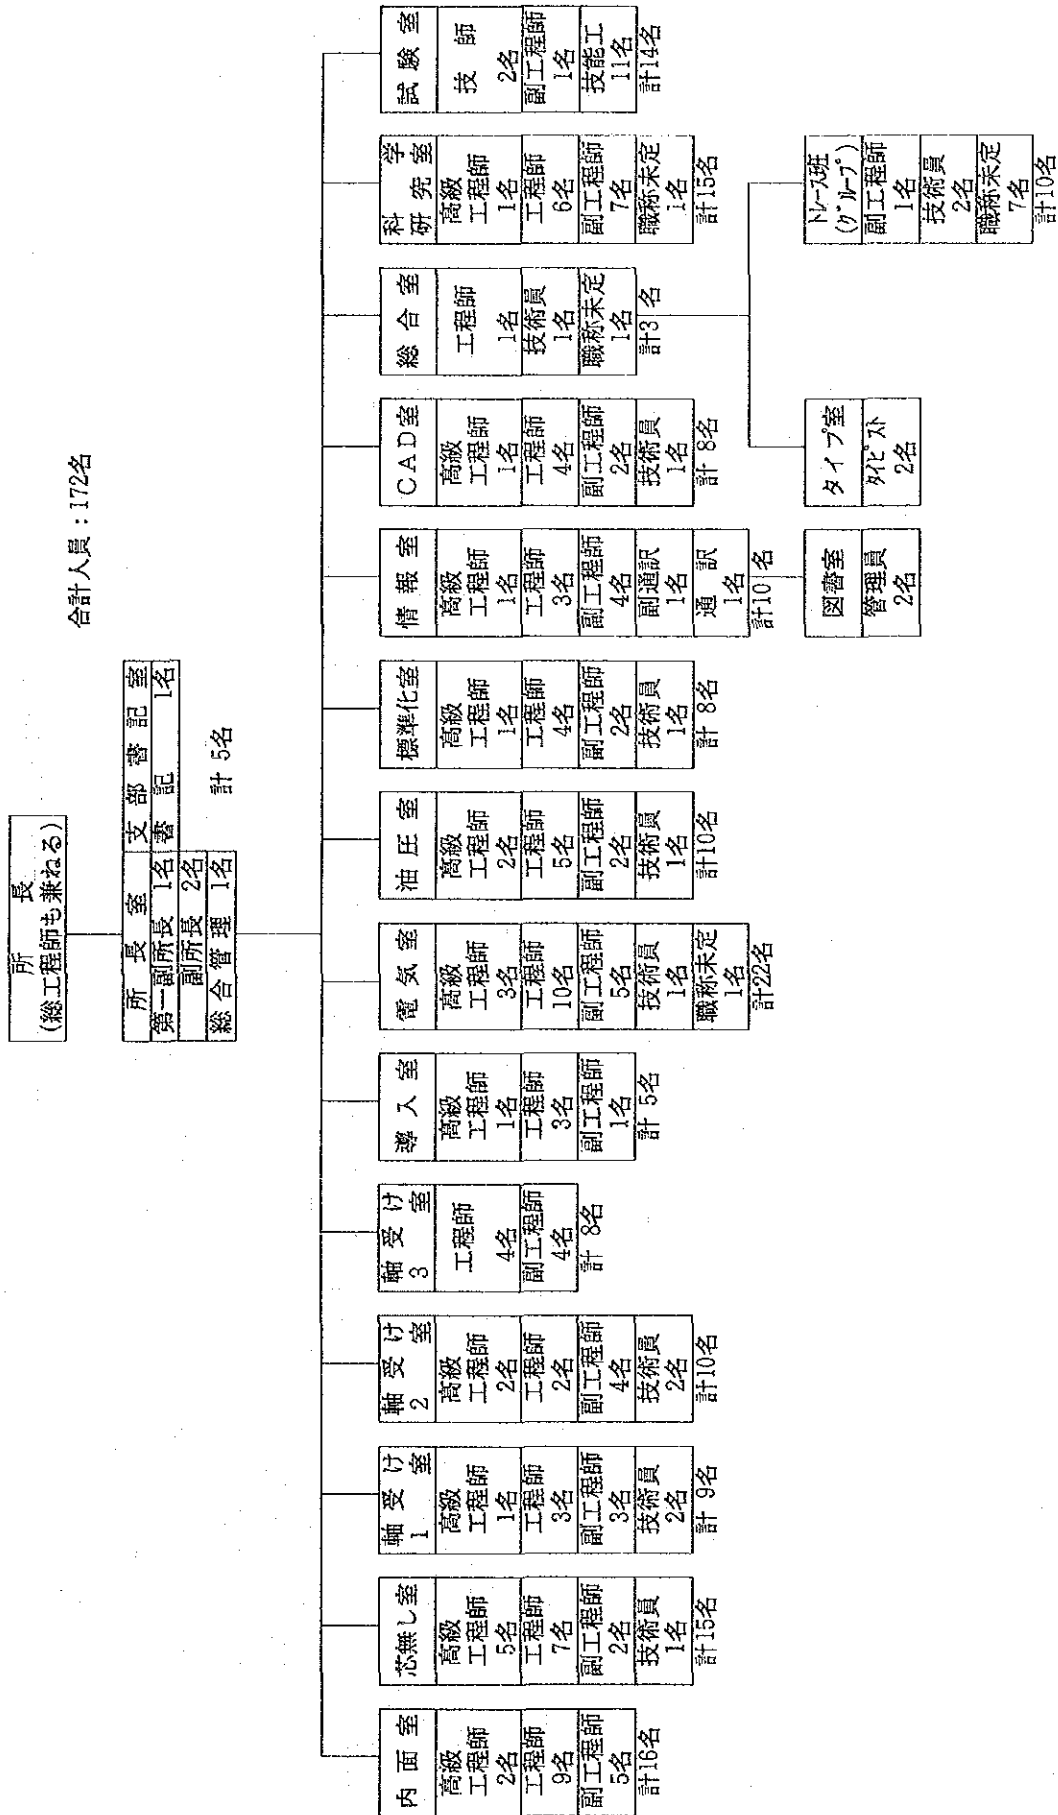 合計人員：172名
所長
(総工程師も兼ねる)
所長室
第一副所長 1名
副所長 2名
総合管理 1名
支部書記室
書記 1名
計 5名
内面室
高級
工程師
2名
工程師
9名
副工程師
5名
計16名
芯無し室
高級
工程師
5名
工程師
7名
副工程師
2名
技術員
1名
計15名
軸受け
1 室
高級
工程師
1名
工程師
3名
副工程師
3名
技術員
2名
計 9名
軸受け
2 室
高級
工程師
2名
工程師
2名
副工程師
4名
技術員
2名
計10名
軸受け
3 室
工程師
4名
副工程師
4名
計 8名
導入室
高級
工程師
1名
工程師
3名
副工程師
1名
計 5名
電気室
高級
工程師
3名
工程師
10名
副工程師
5名
技術員
1名
職称未定
1名
計22名
油圧室
高級
工程師
2名
工程師
5名
副工程師
2名
技術員
1名
計10名
標準化室
高級
工程師
1名
工程師
4名
副工程師
2名
技術員
1名
計 8名
情報室
高級
工程師
1名
工程師
3名
副工程師
4名
副通訳
1名
通訳
1名
計10名
図書室
管理員
2名
CAD室
高級
工程師
1名
工程師
4名
副工程師
2名
技術員
1名
計 8名
総合室
工程師
1名
技術員
1名
職称未定
1名
計3 名
タイプ室
タイピスト
2名
トレース班
(グループ)
副工程師
1名
技術員
2名
職称未定
7名
計10名
科学
研究室
高級
工程師
1名
工程師
6名
副工程師
7名
職称未定
1名
計15名
試験室
技師
2名
副工程師
1名
技能工
11名
計14名